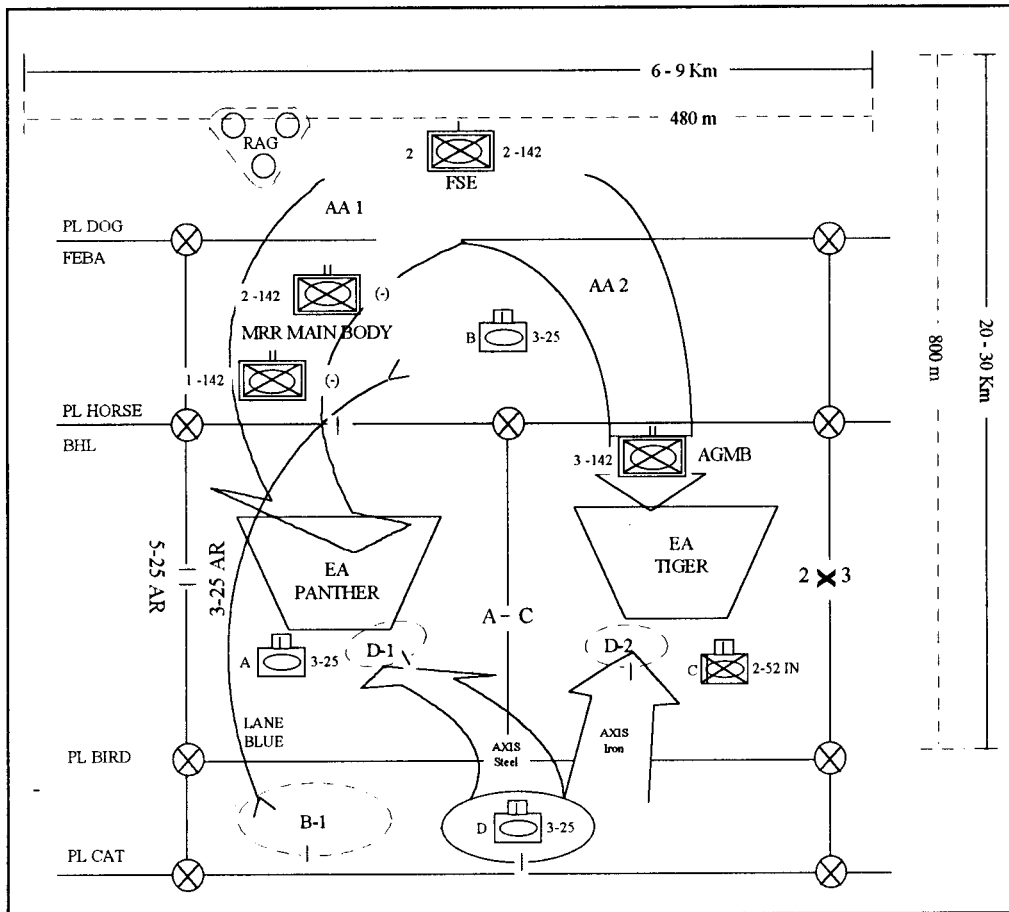 6 - 9 Km
480 m
RAG
2
2 -142
FSE
AA 1
PL DOG
FEBA
AA 2
2 -142
(-)
MRR MAIN BODY
B
3-25
1 -142
(-)
PL HORSE
BHL
3 -142
AGMB
800 m
20 - 30 Km
EA
PANTHER
EA
TIGER
5-25 AR
3-25 AR
2 X 3
A - C
A
3-25
D-1
D-2
C
2-52 IN
LANE
BLUE
AXIS
Steel
AXIS
Iron
PL BIRD
B-1
D
3-25
PL CAT